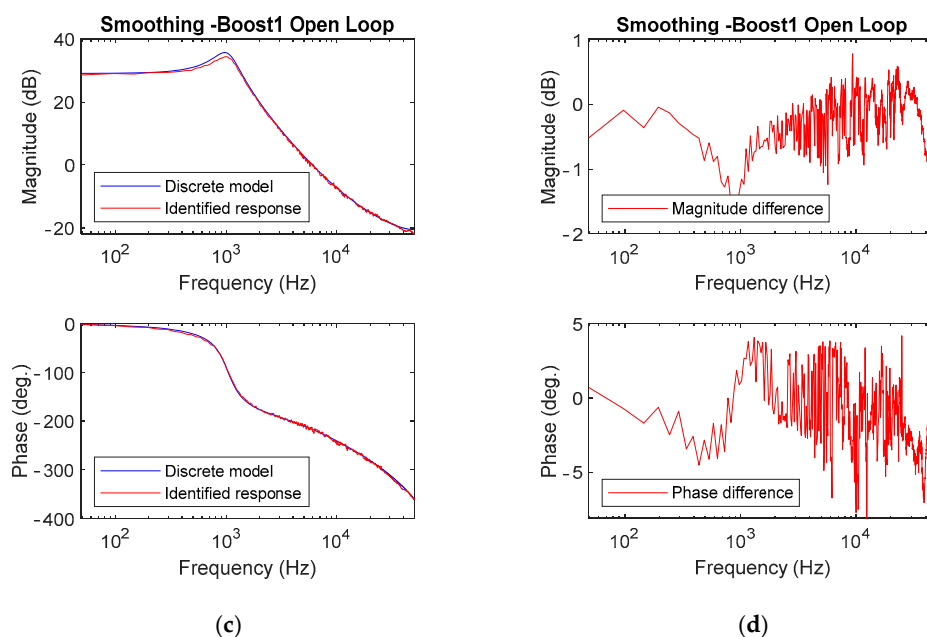 Smoothing -Boost1 Open Loop
Magnitude (dB)
40
20
0
-20
Discrete model
Identified response
10^2
10^3
10^4
Frequency (Hz)
Phase (deg.)
0
-100
-200
-300
-400
Discrete model
Identified response
10^2
10^3
10^4
Frequency (Hz)
(c)
Smoothing -Boost1 Open Loop
Magnitude (dB)
1
0
-1
-2
Magnitude difference
10^2
10^3
10^4
Frequency (Hz)
Phase (deg.)
5
0
-5
Phase difference
10^2
10^3
10^4
Frequency (Hz)
(d)